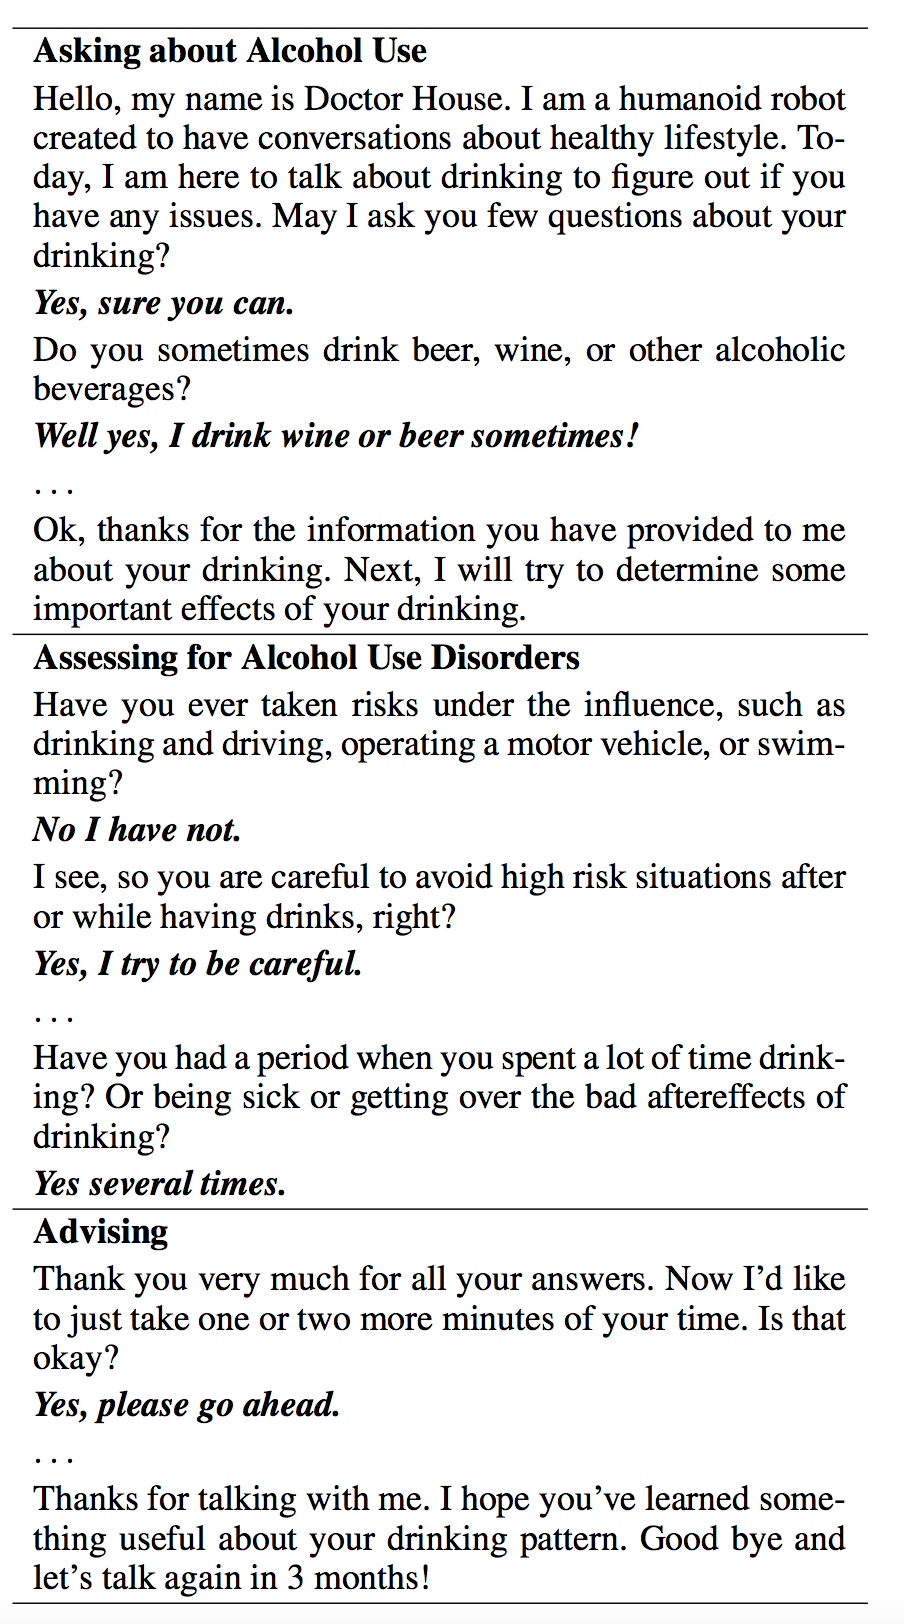 Asking about Alcohol Use
Hello, my name is Doctor House. I am a humanoid robot
created to have conversations about healthy lifestyle. To-
day, I am here to talk about drinking to figure out if you
have any issues. May I ask you few questions about your
drinking?
Yes, sure you can.
Do you sometimes drink beer, wine, or other alcoholic
beverages?
Well yes, I drink wine or beer sometimes!
. . .
Ok, thanks for the information you have provided to me
about your drinking. Next, I will try to determine some
important effects of your drinking.
Assessing for Alcohol Use Disorders
Have you ever taken risks under the influence, such as
drinking and driving, operating a motor vehicle, or swim-
ming?
No I have not.
I see, so you are careful to avoid high risk situations after
or while having drinks, right?
Yes, I try to be careful.
. . .
Have you had a period when you spent a lot of time drink-
ing? Or being sick or getting over the bad aftereffects of
drinking?
Yes several times.
Advising
Thank you very much for all your answers. Now I'd like
to just take one or two more minutes of your time. Is that
okay?
Yes, please go ahead.
. . .
Thanks for talking with me. I hope you've learned some-
thing useful about your drinking pattern. Good bye and
let's talk again in 3 months!